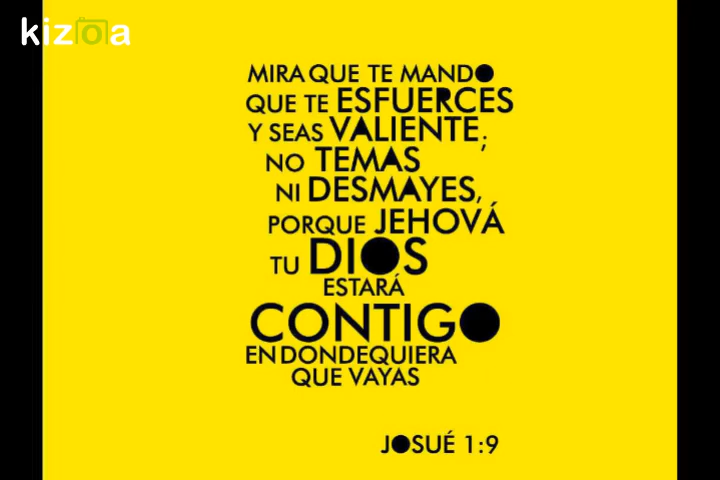 kizoa
MIRA QUE TE MANDO
QUE TE ESFUERCES
Y SEAS VALIENTE;
NO TEMAS
NI DESMAYES,
PORQUE JEHOVÁ
TU DIOS
ESTARÁ
CONTIGO
EN DONDEQUIERA
QUE VAYAS
JOSUÉ 1:9